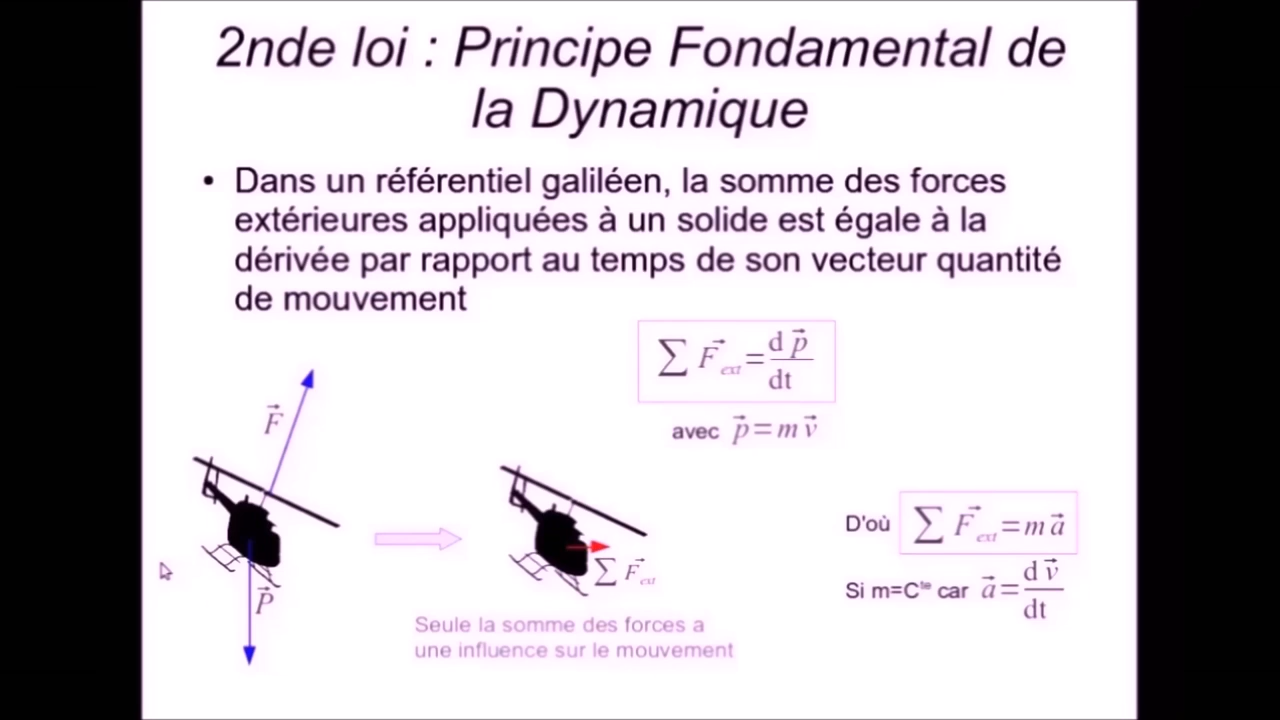 2nde loi : Principe Fondamental de
la Dynamique
• Dans un référentiel galiléen, la somme des forces
extérieures appliquées à un solide est égale à la
dérivée par rapport au temps de son vecteur quantité
de mouvement
∑ F⃗ext = d p⃗ / dt
avec p⃗ = m v⃗
F⃗
P⃗
∑ F⃗ext
Seule la somme des forces a
une influence sur le mouvement
D'où ∑ F⃗ext = m a⃗
Si m=Cᵗᵉ car a⃗ = d v⃗ / dt